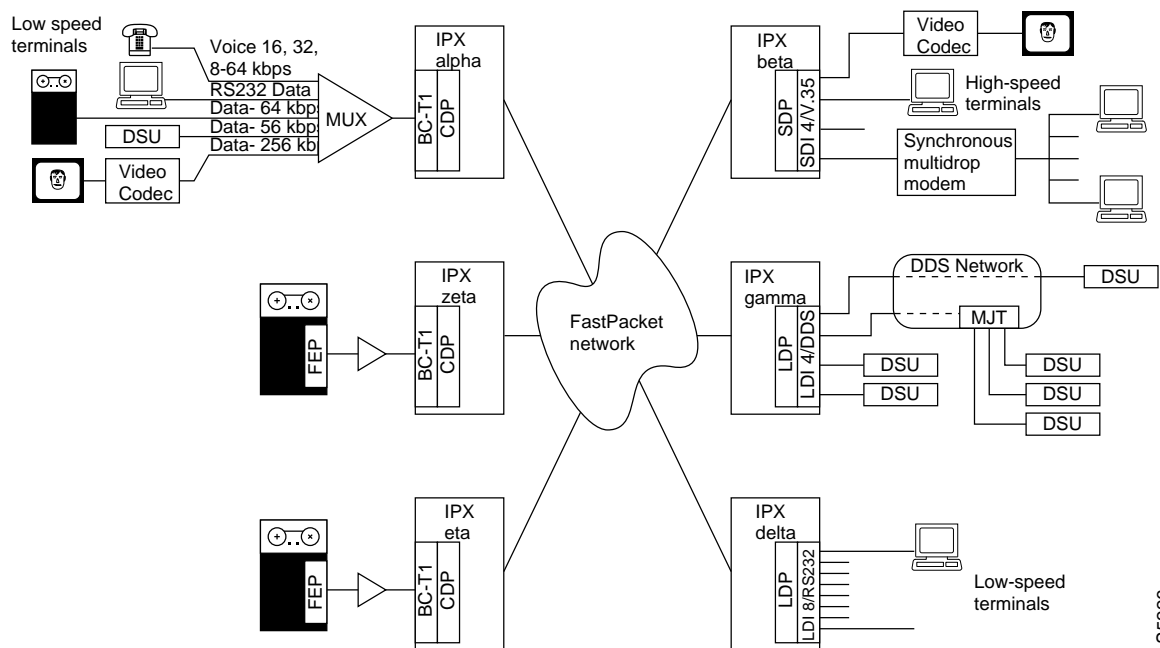 Low speed
terminals
Voice 16, 32,
8-64 kbps
RS232 Data
Data- 64 kbps
Data- 56 kbps
Data- 256 kb
MUX
DSU
Video
Codec
IPX
alpha
BC-T1
CDP
IPX
beta
SDP
SDI 4/V.35
Video
Codec
High-speed
terminals
Synchronous
multidrop
modem
IPX
zeta
FEP
BC-T1
CDP
FastPacket
network
IPX
gamma
LDP
LDI 4/DDS
DDS Network
DSU
MJT
DSU
DSU
DSU
DSU
DSU
IPX
eta
FEP
BC-T1
CDP
IPX
delta
LDP
LDI 8/RS232
Low-speed
terminals